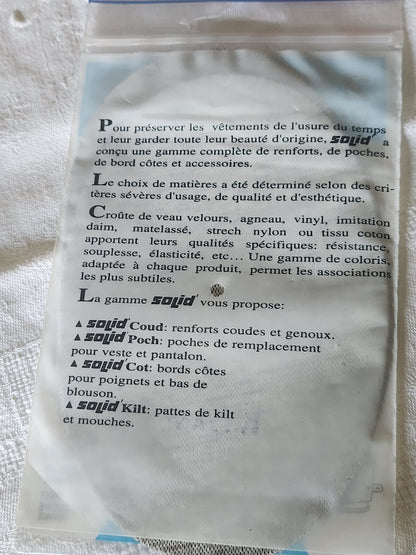 Pour préserver les vêtements de l'usure du temps
et leur garder toute leur beauté d'origine, SOLID' a
conçu une gamme complète de renforts, de poches,
de bord côtes et accessoires.
Le choix de matières a été déterminé selon des cri-
tères sévères d'usage, de qualité et d'esthétique.
Croûte de veau velours, agneau, vinyl, imitation
daim, matelassé, strech nylon ou tissu coton
apportent leurs qualités spécifiques: résistance,
souplesse, élasticité, etc... Une gamme de coloris,
adaptée à chaque produit, permet les associations
les plus subtiles.
La gamme SOLID' vous propose:
▲ SOLID' Coud: renforts coudes et genoux.
▲ SOLID' Poch: poches de remplacement
pour veste et pantalon.
▲ SOLID' Cot: bords côtes
pour poignets et bas de
blouson.
▲ SOLID' Kilt: pattes de kilt
et mouches.